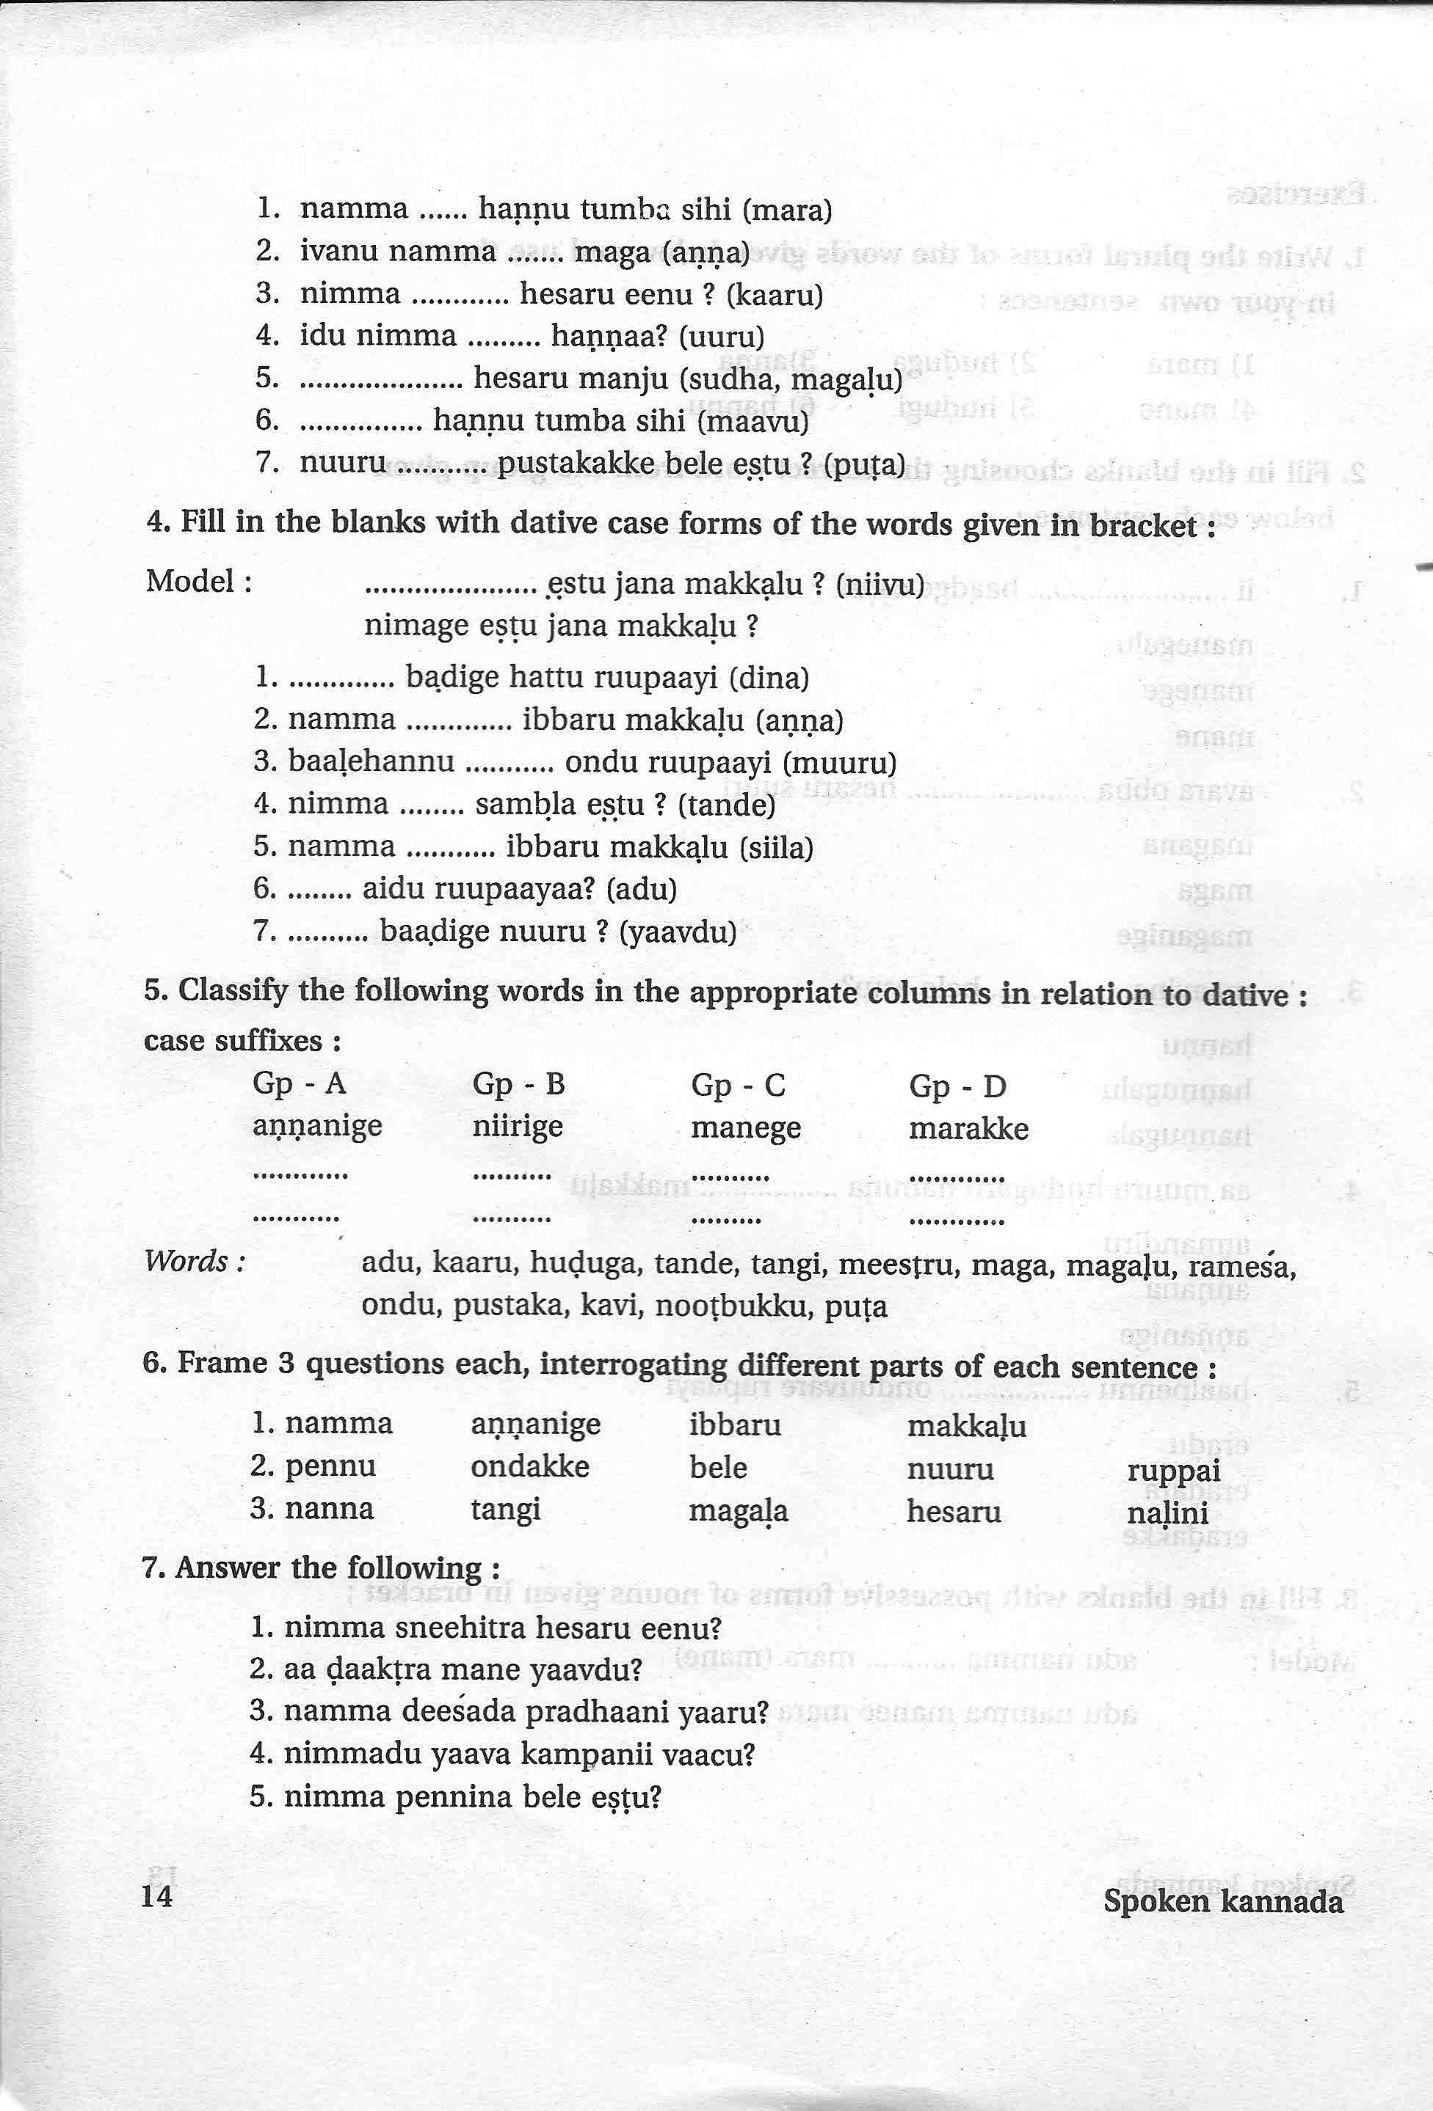 1. namma ...... haṇṇu tumba sihi (mara)
2. ivanu namma ....... maga (aṇṇa)
3. nimma ............ hesaru eenu ? (kaaru)
4. idu nimma ......... haṇṇaa? (uuru)
5. .................... hesaru manju (sudha, magaḷu)
6. ............... haṇṇu tumba sihi (maavu)
7. nuuru ........... pustakakke bele eṣṭu ? (puṭa)
4. Fill in the blanks with dative case forms of the words given in bracket :
Model : ..................... ẹṣtu jana makkạlu ? (niivu)
nimage eṣṭu jana makkaḷu ?
1. ............. bạdige hattu ruupaayi (dina)
2. namma ............. ibbaru makkaḷu (aṇṇa)
3. baaḷehannu ........... ondu ruupaayi (muuru)
4. nimma ........ sambḷa eṣṭu ? (tande)
5. namma ........... ibbaru makkạlu (siila)
6. ........ aidu ruupaayaa? (adu)
7. .......... baạdige nuuru ? (yaavdu)
5. Classify the following words in the appropriate columns in relation to dative :
case suffixes :
Gp - A Gp - B Gp - C Gp - D
aṇṇanige niirige manege marakke
............ .......... .......... ............
........... .......... ......... ............
Words : adu, kaaru, huḍuga, tande, tangi, meesṭru, maga, magaḷu, rameśa,
ondu, pustaka, kavi, nooṭbukku, puṭa
6. Frame 3 questions each, interrogating different parts of each sentence :
1. namma aṇṇanige ibbaru makkaḷu
2. pennu ondakke bele nuuru ruppai
3. nanna tangi magaḷa hesaru naḷini
7. Answer the following :
1. nimma sneehitra hesaru eenu?
2. aa ḍaakṭra mane yaavdu?
3. namma deeśada pradhaani yaaru?
4. nimmadu yaava kampanii vaacu?
5. nimma pennina bele eṣṭu?
14 Spoken kannada